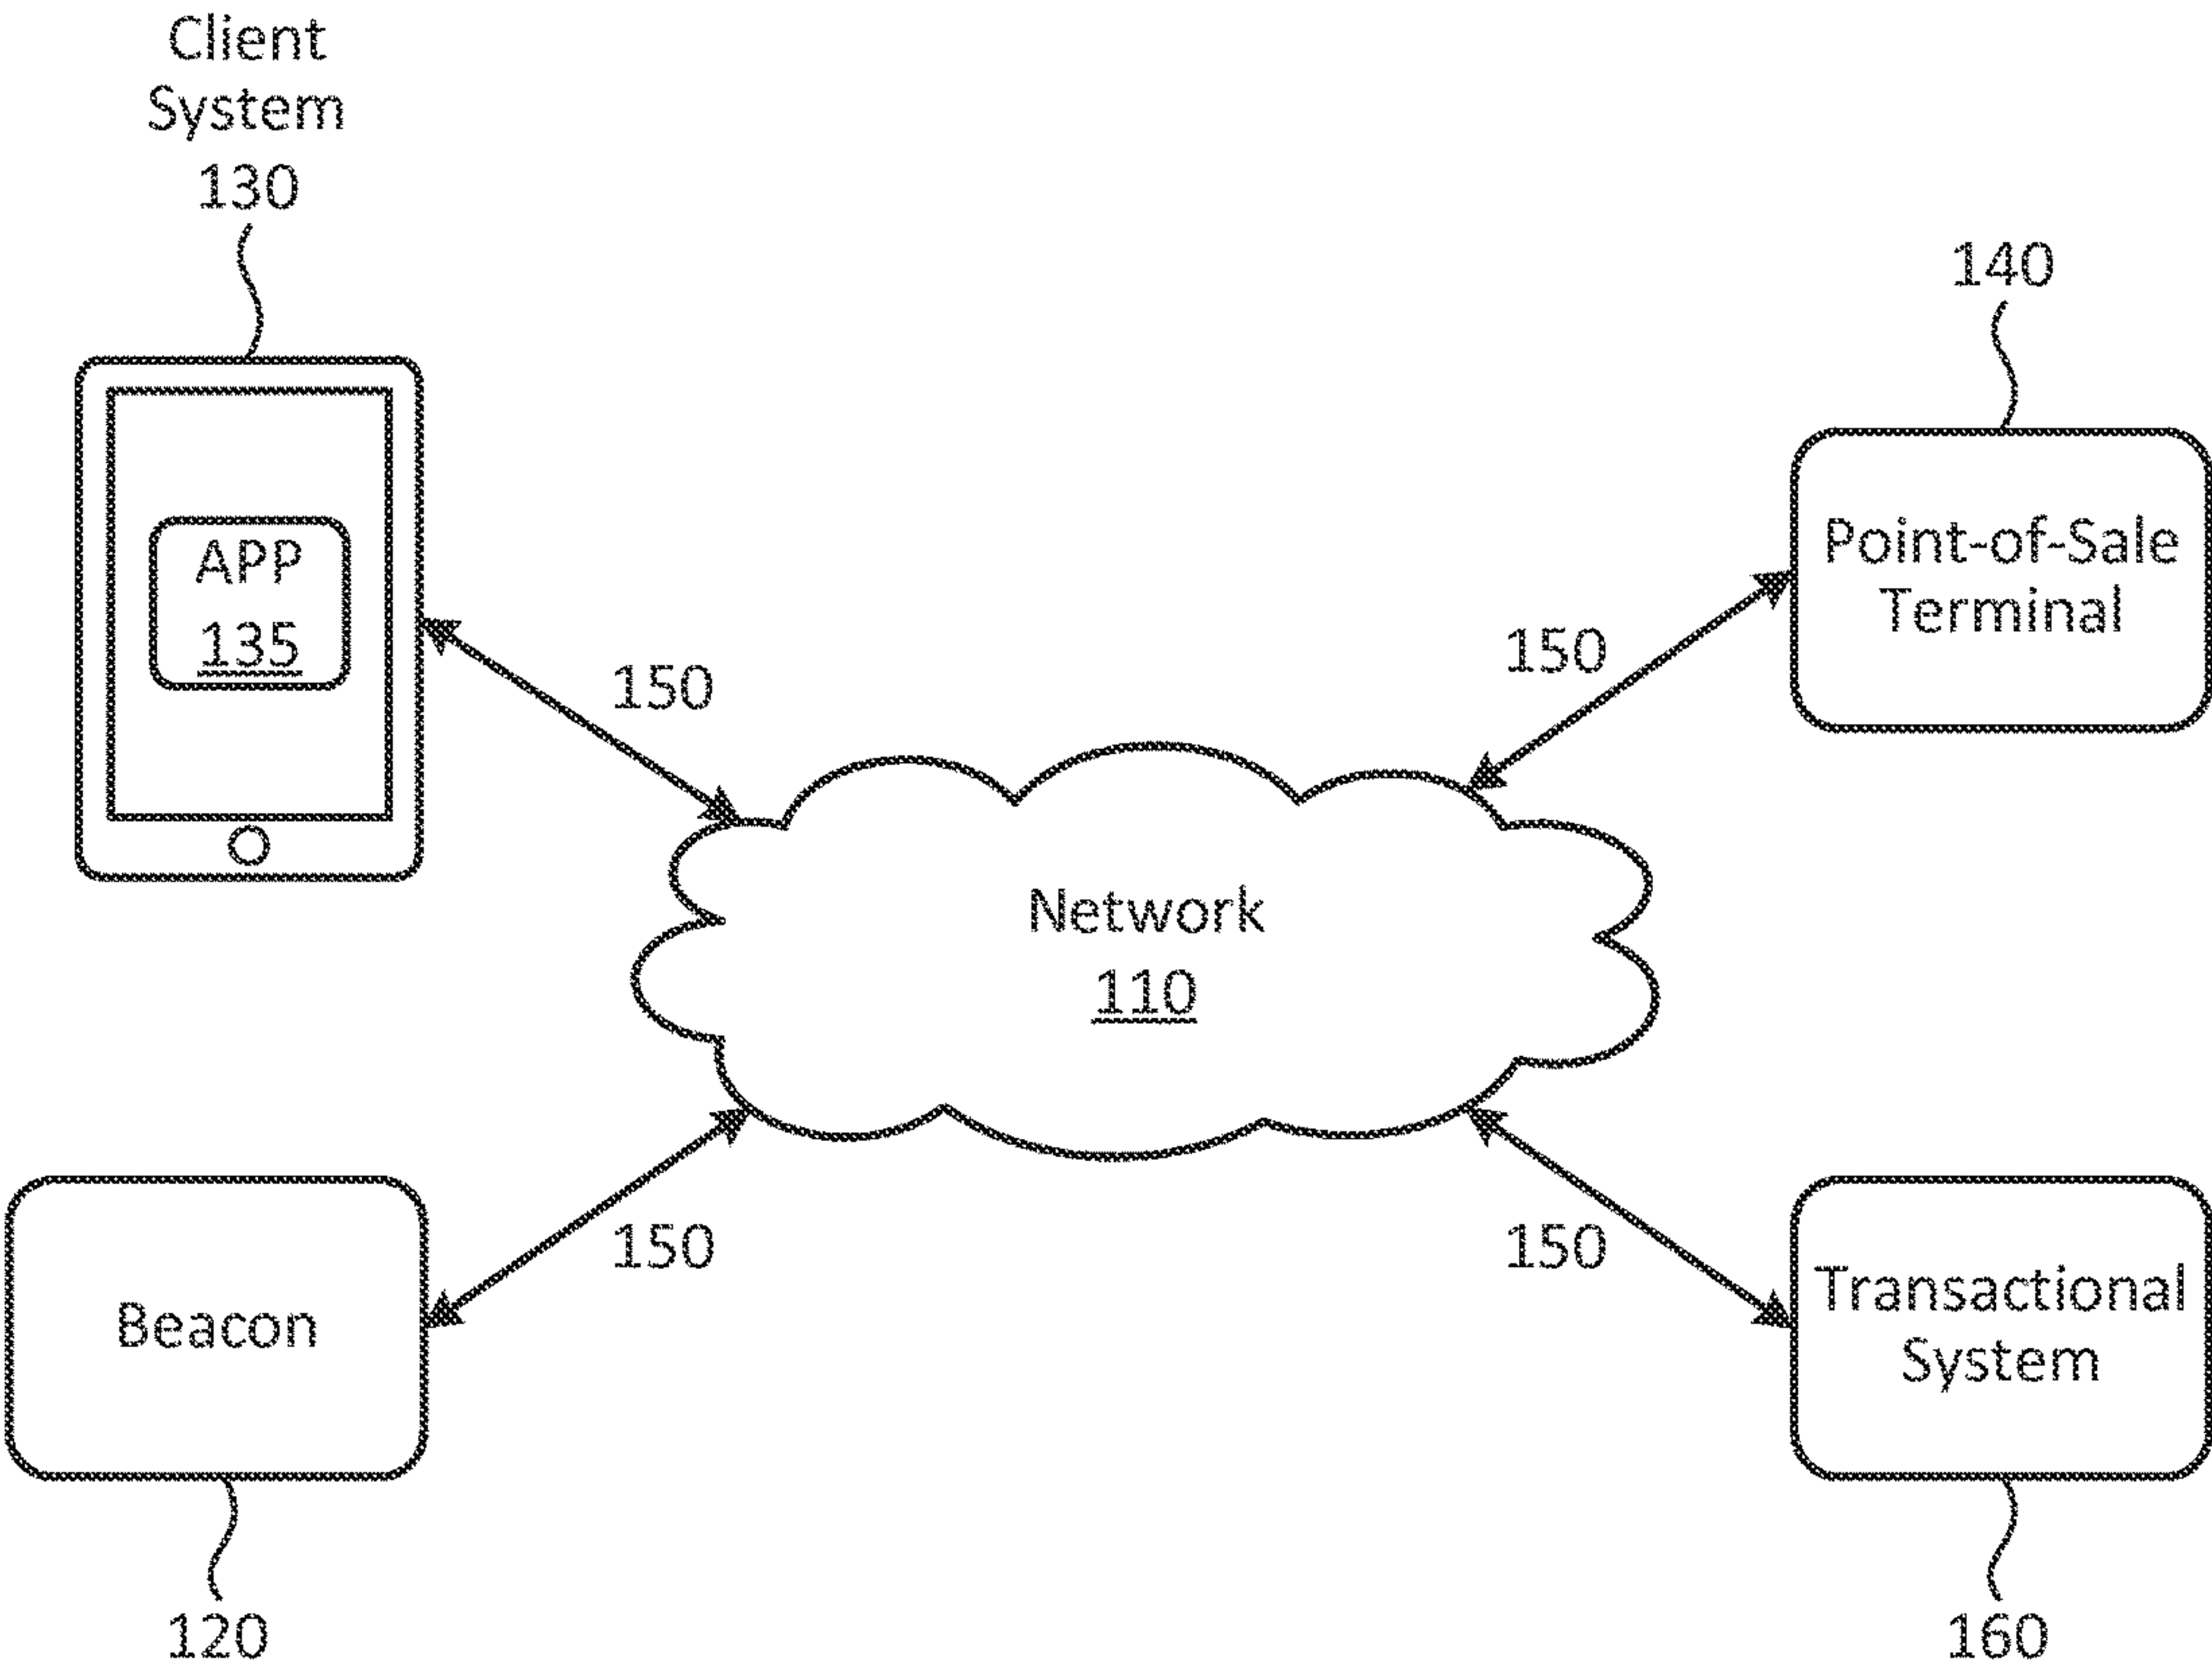 Client
System
130
140
APP
135
Point-of-Sale
Terminal
150
150
Network
110
150
150
Beacon
Transactional
System
120
160